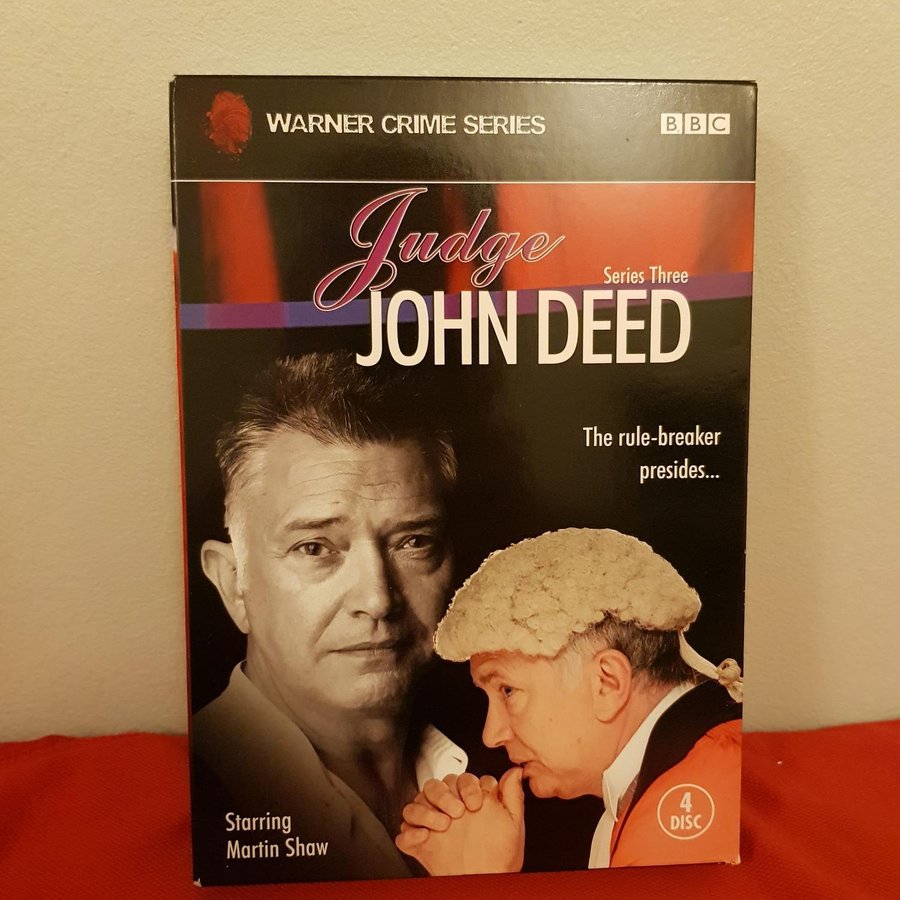 WARNER CRIME SERIES
BBC
Judge
Series Three
JOHN DEED
The rule-breaker
presides...
Starring
Martin Shaw
4
DISC